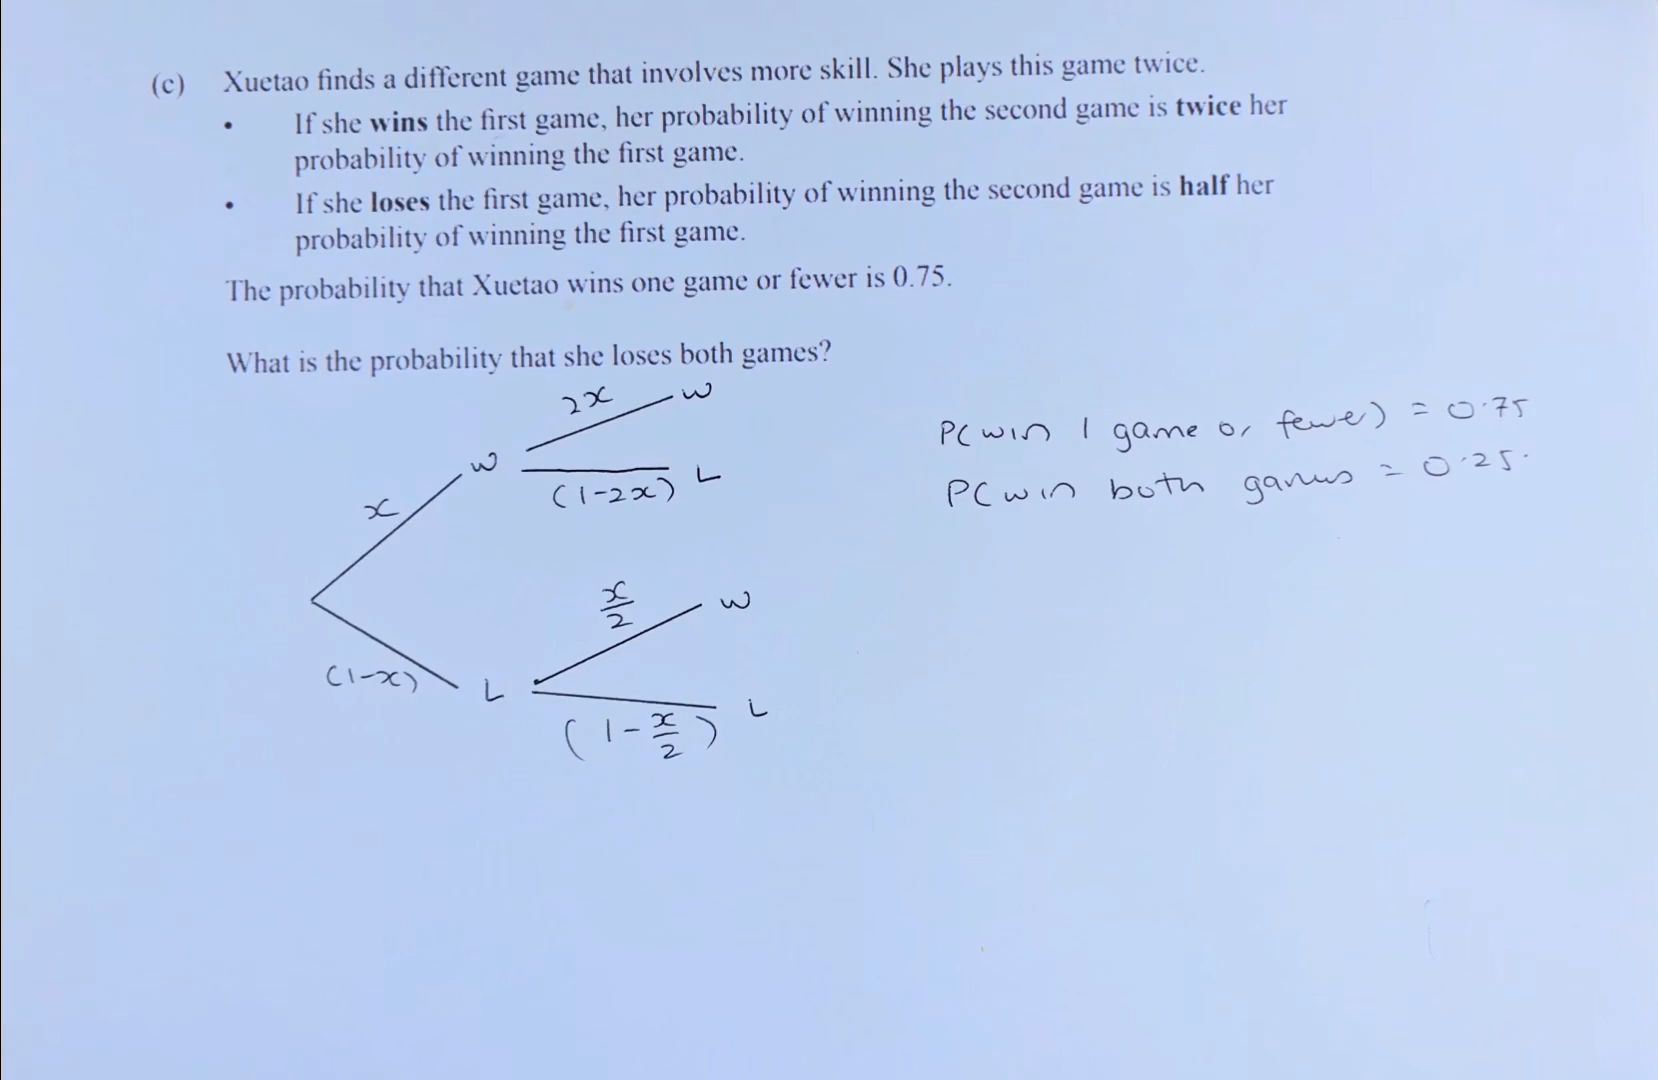 (c) Xuetao finds a different game that involves more skill. She plays this game twice.
• If she wins the first game, her probability of winning the second game is twice her
probability of winning the first game.
• If she loses the first game, her probability of winning the second game is half her
probability of winning the first game.
The probability that Xuetao wins one game or fewer is 0.75.
What is the probability that she loses both games?
2x W
W
(1-2x) L
x
P(win 1 game or fewer) = 0.75
P(win both games = 0.25.
x/2 W
(1-x) L
(1-x/2) L